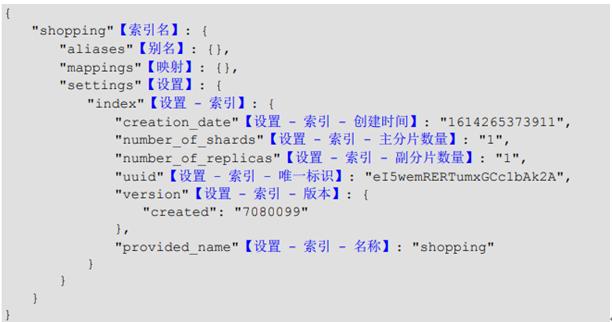 {
"shopping"【索引名】: {
"aliases"【别名】: {},
"mappings"【映射】: {},
"settings"【设置】: {
"index"【设置 - 索引】: {
"creation_date"【设置 - 索引 - 创建时间】: "1614265373911",
"number_of_shards"【设置 - 索引 - 主分片数量】: "1",
"number_of_replicas"【设置 - 索引 - 副分片数量】: "1",
"uuid"【设置 - 索引 - 唯一标识】: "eI5wemRERTumxGCc1bAk2A",
"version"【设置 - 索引 - 版本】: {
"created": "7080099"
},
"provided_name"【设置 - 索引 - 名称】: "shopping"
}
}
}
}